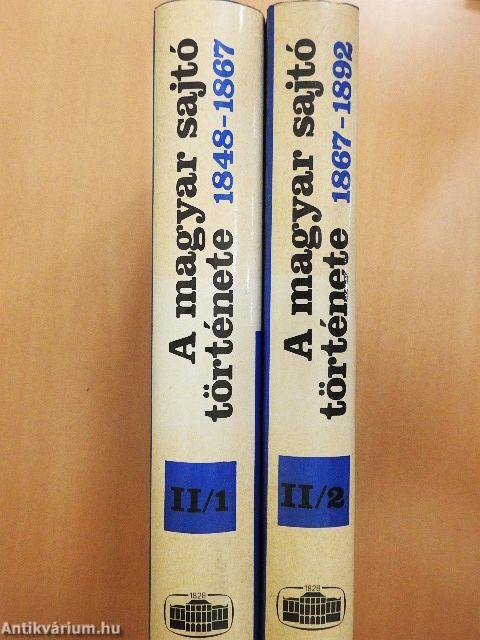 A magyar sajtó
története 1848-1867
II/1
1828
A magyar sajtó
története 1867-1892
II/2
1828
Antikvárium.hu